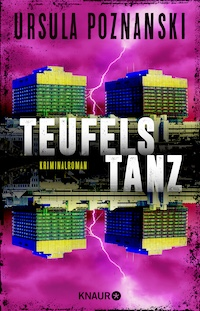 URSULA POZNANSKI
TEUFELS
KRIMINALROMAN
TANZ
KNAUR